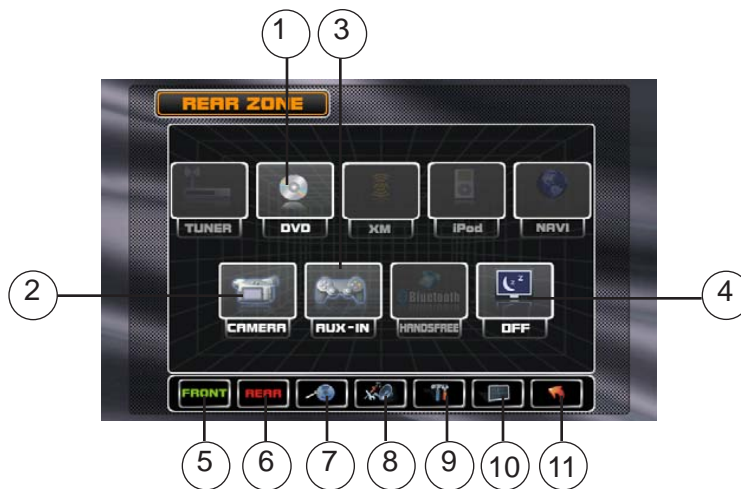 1 3
REAR ZONE
TUNER DVD XM iPod NAVI
2 4
Bluetooth
CAMERA AUX-IN HANDSFREE OFF
FRONT REAR
5 6 7 8 9 10 11